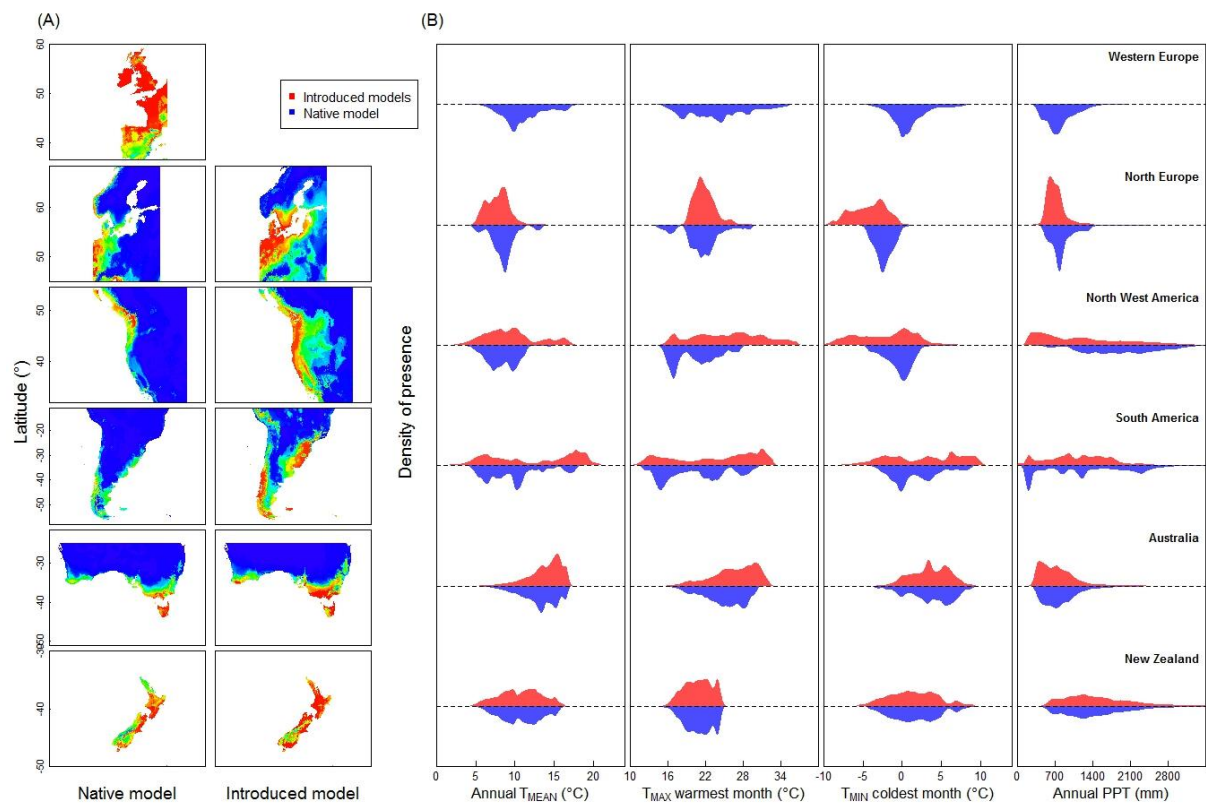 (A)
(B)
Introduced models
Native model
Latitude (°)
60
50
40
60
50
50
40
-20
-30
-40
-50
-30
-40
-50
-30
-40
-50
Native model
Introduced model
Density of presence
Western Europe
North Europe
North West America
South America
Australia
New Zealand
0 5 10 15 20
10 16 22 28 34
-10 -5 0 5 10
0 700 1400 2100 2800
Annual TMEAN (°C)
TMAX warmest month (°C)
TMIN coldest month (°C)
Annual PPT (mm)